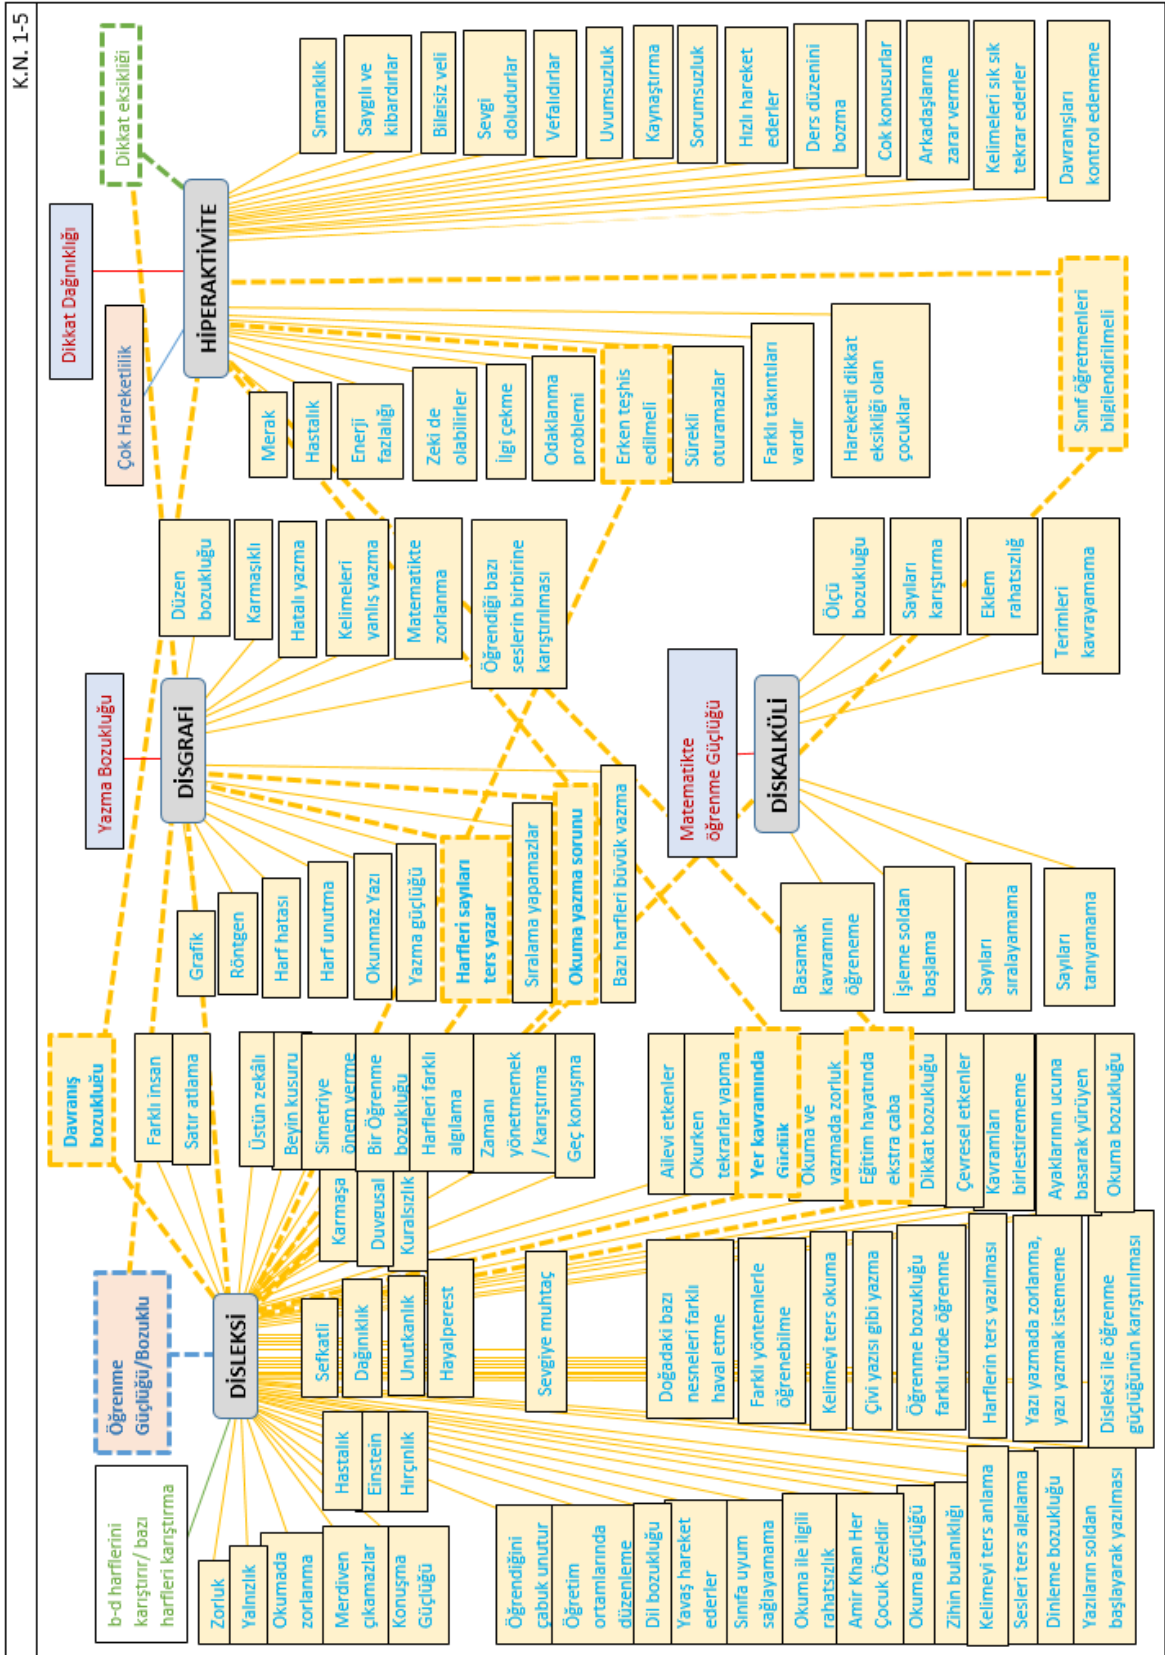 K.N. 1-5
b-d harflerini
karıştırır/ bazı
harfleri karıştırma
Öğrenme
Güçlüğü/Bozuklu
Davranış
bozukluğu
Yazma Bozukluğu
Çok Hareketlilik
Dikkat Dağınıklığı
Dikkat eksikliği
DİSLEKSİ
Zorluk
Yalnızlık
Okumada
zorlanma
Merdiven
çıkamazlar
Konuşma
Güçlüğü
Hastalık
Einstein
Hırçınlık
Şefkatli
Dağınıklık
Unutkanlık
Hayalperest
Karmaşa
Duygusal
Kuralsızlık
Farklı insan
Satır atlama
Üstün zekâlı
Beyin kusuru
Simetriye
önem verme
Bir Öğrenme
bozukluğu
Harfleri farklı
algılama
Zamanı
yönetmemek
/ karıştırma
Geç konuşma
Sevgiye muhtaç
Öğrendiğini
çabuk unutur
Öğretim
ortamlarında
düzenleme
Dil bozukluğu
Yavaş hareket
ederler
Sınıfa uyum
sağlayamama
Okuma ile ilgili
rahatsızlık
Amir Khan Her
Çocuk Özeldir
Okuma güçlüğü
Zihin bulanıklığı
Kelimeyi ters anlama
Sesleri ters algılama
Dinleme bozukluğu
Yazıların soldan
başlayarak yazılması
Doğadaki bazı
nesneleri farklı
hayal etme
Farklı yöntemlerle
öğrenebilme
Kelimeyi ters okuma
Çivi yazısı gibi yazma
Öğrenme bozukluğu
farklı türde öğrenme
Harflerin ters yazılması
Yazı yazmada zorlanma,
yazı yazmak istememe
Disleksi ile öğrenme
güçlüğünün karıştırılması
Ailevi etkenler
Okurken
tekrarlar yapma
Yer kavramında
Güçlük
Okuma ve
yazmada zorluk
Eğitim hayatında
ekstra çaba
Dikkat bozukluğu
Çevresel etkenler
Kavramları
birleştirememe
Ayaklarının ucuna
basarak yürüyen
Okuma bozukluğu
DİSGRAFİ
Grafik
Röntgen
Harf hatası
Harf unutma
Okunmaz Yazı
Yazma güçlüğü
Harfleri sayıları
ters yazar
Sıralama yapamazlar
Okuma yazma sorunu
Bazı harfleri büyük yazma
Düzen
bozukluğu
Karmaşıklı
Hatalı yazma
Kelimeleri
yanlış yazma
Matematikte
zorlanma
Öğrendiği bazı
seslerin birbirine
karıştırılması
Matematikte
öğrenme Güçlüğü
DİSKALKÜLİ
Basamak
kavramını
öğreneme
İşleme soldan
başlama
Sayıları
sıralayamama
Sayıları
tanıyamama
Ölçü
bozukluğu
Sayıları
karıştırma
Eklem
rahatsızlığ
Terimleri
kavrayamama
HİPERAKTİVİTE
Merak
Hastalık
Enerji
fazlalığı
Zeki de
olabilirler
İlgi çekme
Odaklanma
problemi
Erken teşhis
edilmeli
Sürekli
oturamazlar
Farklı takıntıları
vardır
Hareketli dikkat
eksikliği olan
çocuklar
Sınıf öğretmenleri
bilgilendirilmeli
Şımarıklık
Saygılı ve
kibardırlar
Bilgisiz veli
Sevgi
doludurlar
Vefalıdırlar
Uyumsuzluk
Kaynaştırma
Sorumsuzluk
Hızlı hareket
ederler
Ders düzenini
bozma
Çok konuşurlar
Arkadaşlarına
zarar verme
Kelimeleri sık sık
tekrar ederler
Davranışları
kontrol edememe